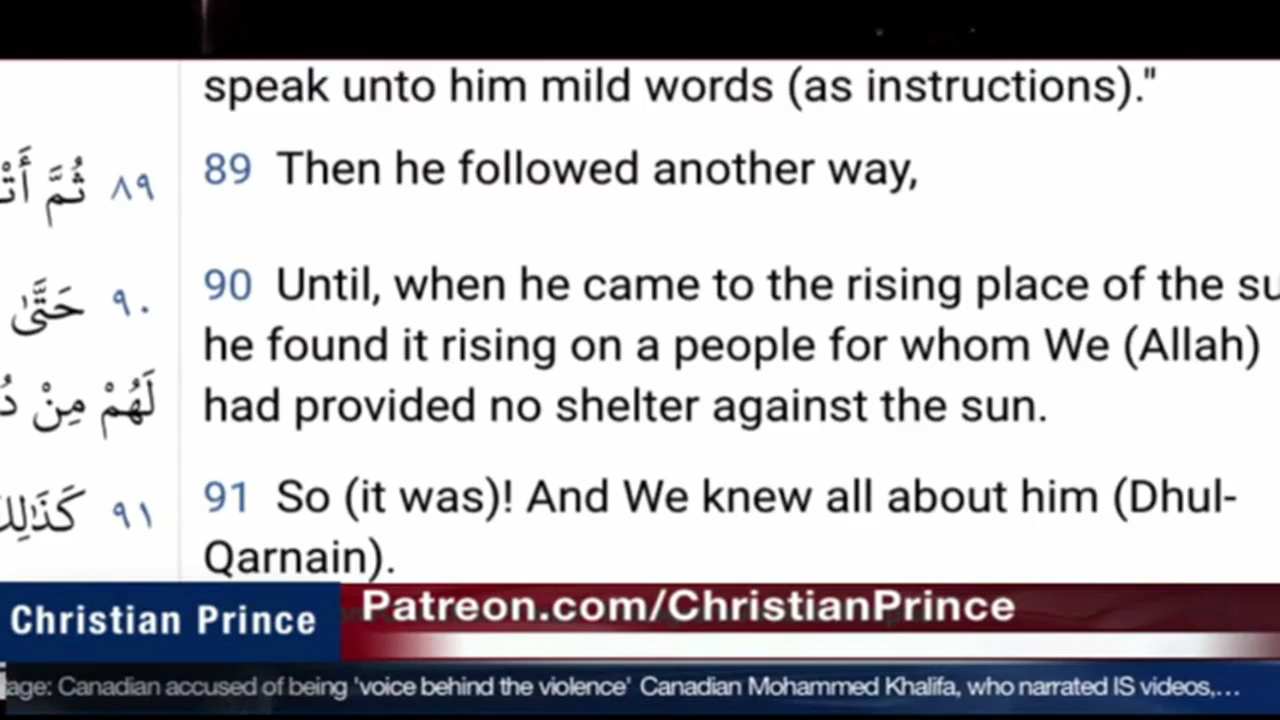 speak unto him mild words (as instructions)."
ثُمَّ
٨٩
89 Then he followed another way,
حَتَّىٰ
٩٠
90 Until, when he came to the rising place of the su
he found it rising on a people for whom We (Allah)
لَهُمْ مِنْ
had provided no shelter against the sun.
٩١
91 So (it was)! And We knew all about him (Dhul-
Qarnain).
Christian Prince
Patreon.com/ChristianPrince
age: Canadian accused of being 'voice behind the violence' Canadian Mohammed Khalifa, who narrated IS videos,...